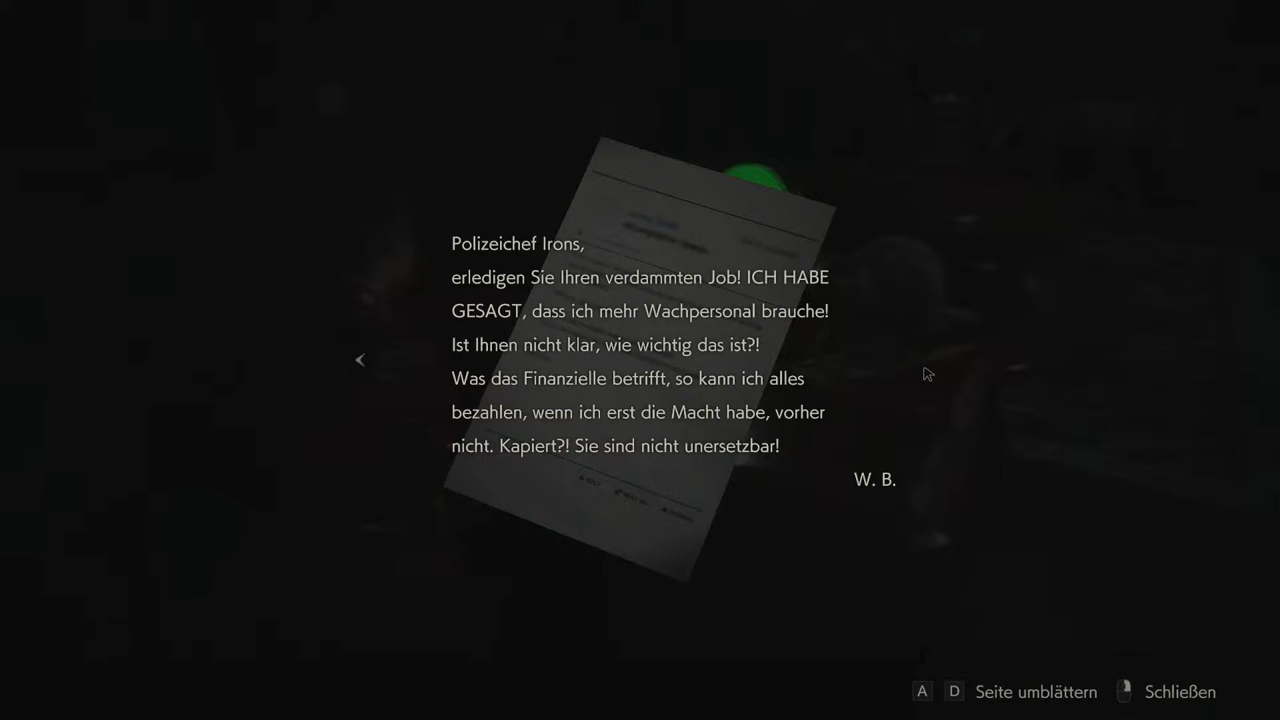 Polizeichef Irons,
erledigen Sie Ihren verdammten Job! ICH HABE
GESAGT, dass ich mehr Wachpersonal brauche!
Ist Ihnen nicht klar, wie wichtig das ist?!
Was das Finanzielle betrifft, so kann ich alles
bezahlen, wenn ich erst die Macht habe, vorher
nicht. Kapiert?! Sie sind nicht unersetzbar!
W. B.
A D Seite umblättern Schließen